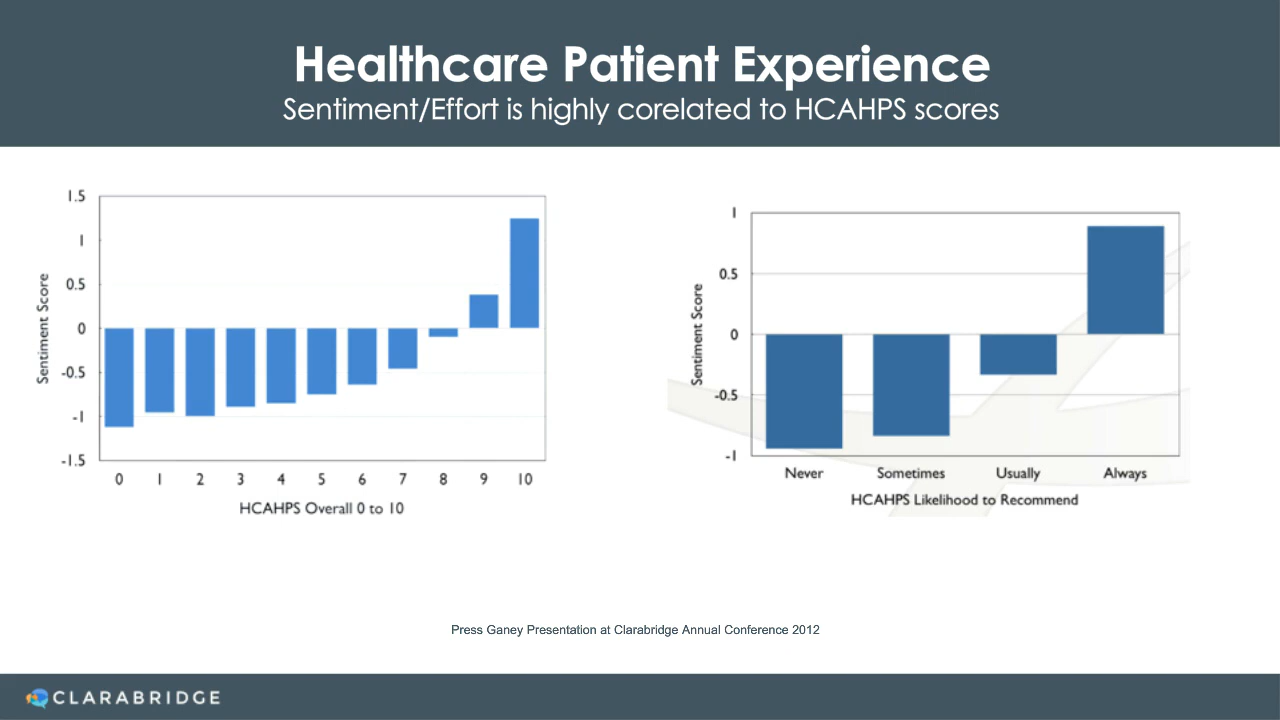 Healthcare Patient Experience
Sentiment/Effort is highly corelated to HCAHPS scores
1.5
1
0.5
0
-0.5
-1
-1.5
Sentiment Score
0 1 2 3 4 5 6 7 8 9 10
HCAHPS Overall 0 to 10
1
0.5
0
-0.5
-1
Sentiment Score
Never Sometimes Usually Always
HCAHPS Likelihood to Recommend
Press Ganey Presentation at Clarabridge Annual Conference 2012
CLARABRIDGE